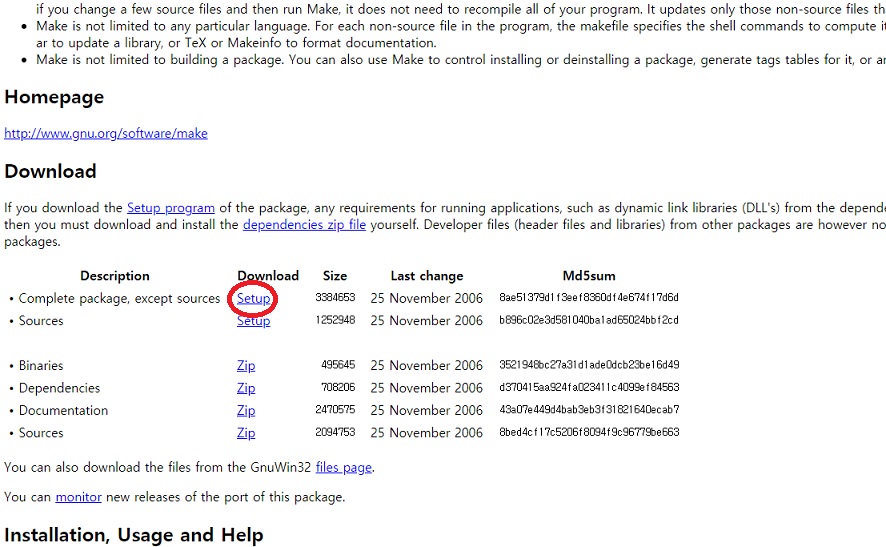 if you change a few source files and then run Make, it does not need to recompile all of your program. It updates only those non-source files th
• Make is not limited to any particular language. For each non-source file in the program, the makefile specifies the shell commands to compute it
ar to update a library, or TeX or Makeinfo to format documentation.
• Make is not limited to building a package. You can also use Make to control installing or deinstalling a package, generate tags tables for it, or ar
Homepage
http://www.gnu.org/software/make
Download
If you download the Setup program of the package, any requirements for running applications, such as dynamic link libraries (DLL's) from the depende
then you must download and install the dependencies zip file yourself. Developer files (header files and libraries) from other packages are however no
packages.
Description Download Size Last change Md5sum
• Complete package, except sources Setup 3384653 25 November 2006 8ae51379d1f3eef8360df4e674f17d6d
• Sources Setup 1252948 25 November 2006 b896c02e3d581040ba1ad65024bbf2cd
• Binaries Zip 495645 25 November 2006 3521948bc27a31d1ade0dcb23be16d49
• Dependencies Zip 708206 25 November 2006 d370415aa924fa023411c4099ef84563
• Documentation Zip 2470575 25 November 2006 43a07e449d4bab3eb3f31821640ecab7
• Sources Zip 2094753 25 November 2006 8bed4cf17c5206f8094f9c96779be663
You can also download the files from the GnuWin32 files page.
You can monitor new releases of the port of this package.
Installation, Usage and Help